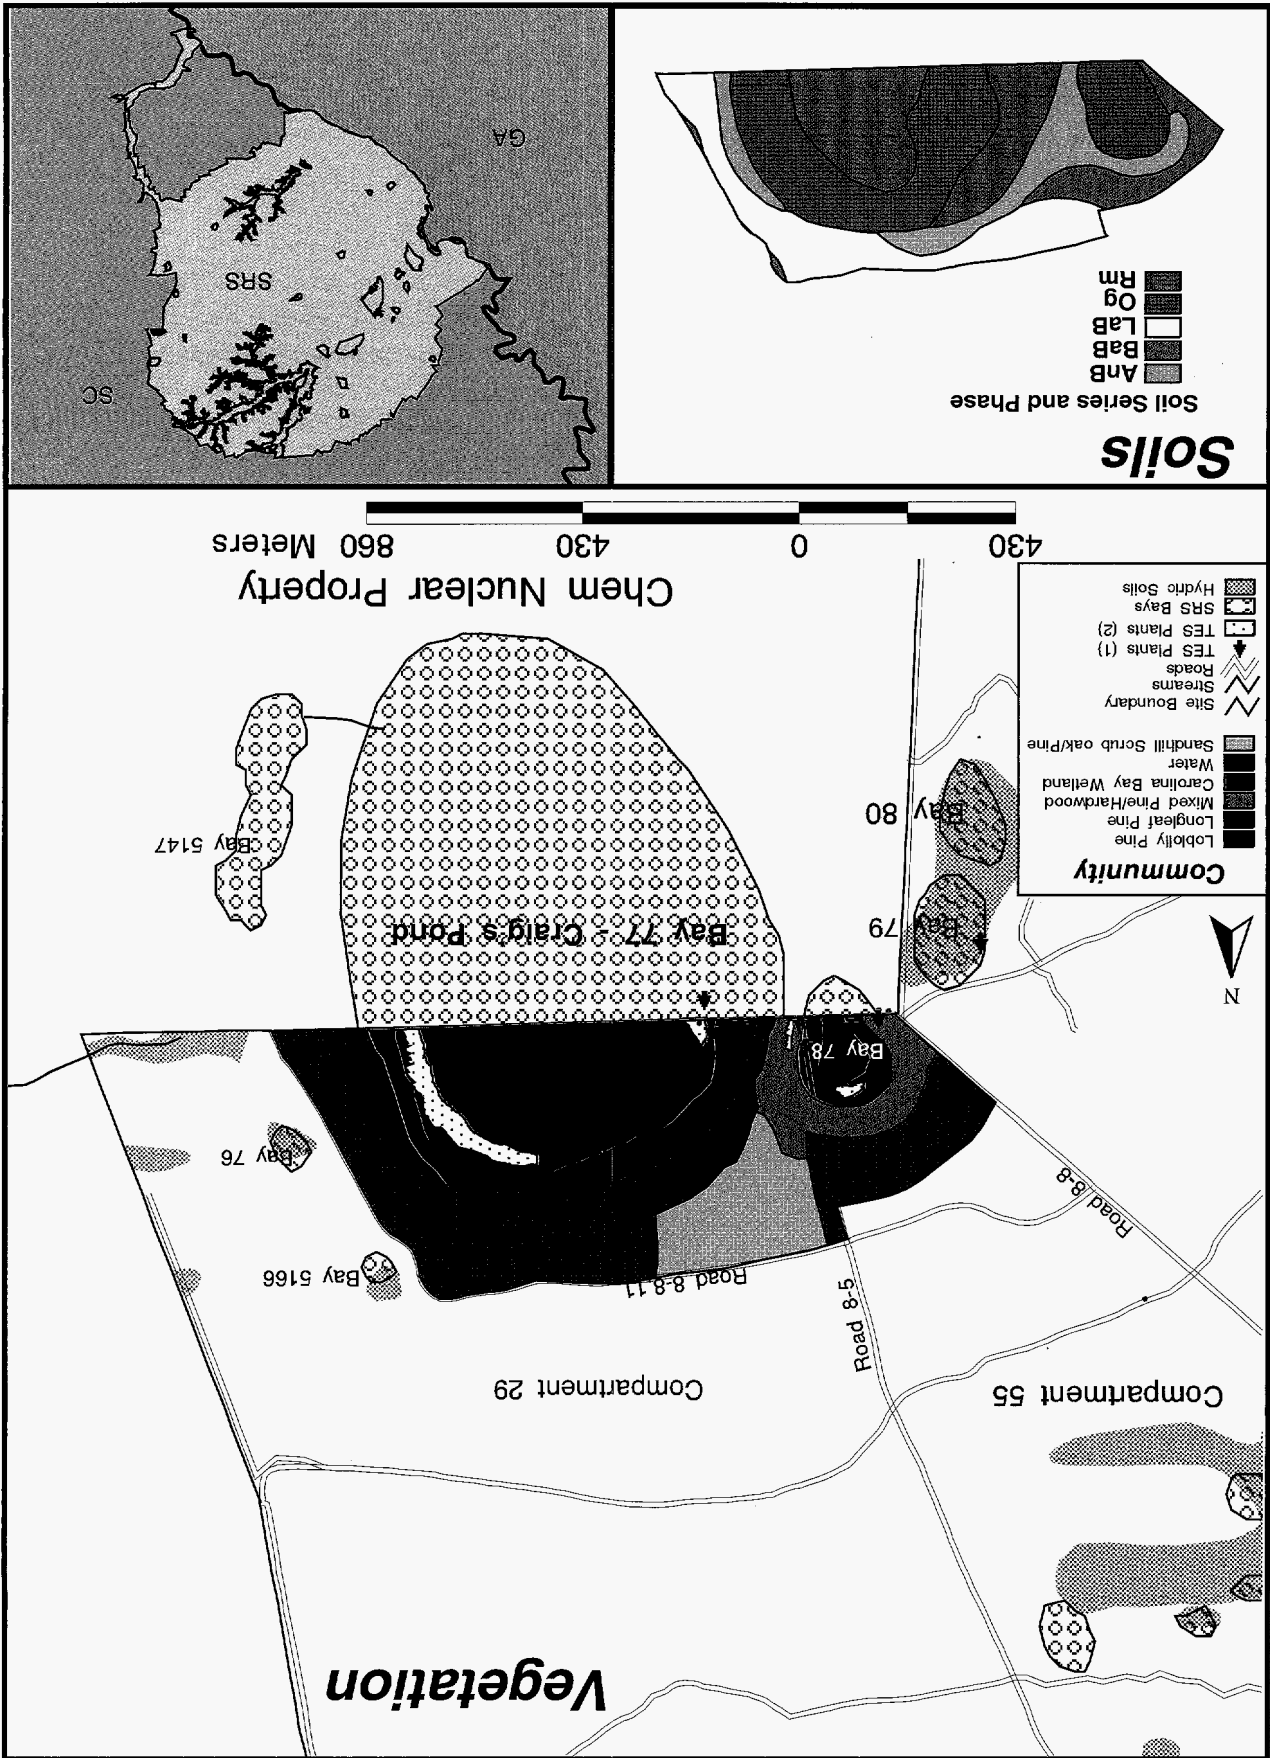 Vegetation
Compartment 55
Compartment 29
Road 8-5
Road 8-8-11
Road 8-8
Bay 5166
Bay 76
Bay 78
Bay 77 - Craig's Pond
Bay 79
Bay 80
Bay 5147
Chem Nuclear Property
N
Community
Loblolly Pine
Longleaf Pine
Mixed Pine/Hardwood
Carolina Bay Wetland
Water
Sandhill Scrub oak/Pine
Site Boundary
Streams
Roads
TES Plants (1)
TES Plants (2)
SRS Bays
Hydric Soils
430 0 430 860 Meters
Soils
Soil Series and Phase
AnB
BaB
LaB
Og
Rm
SC
SRS
GA